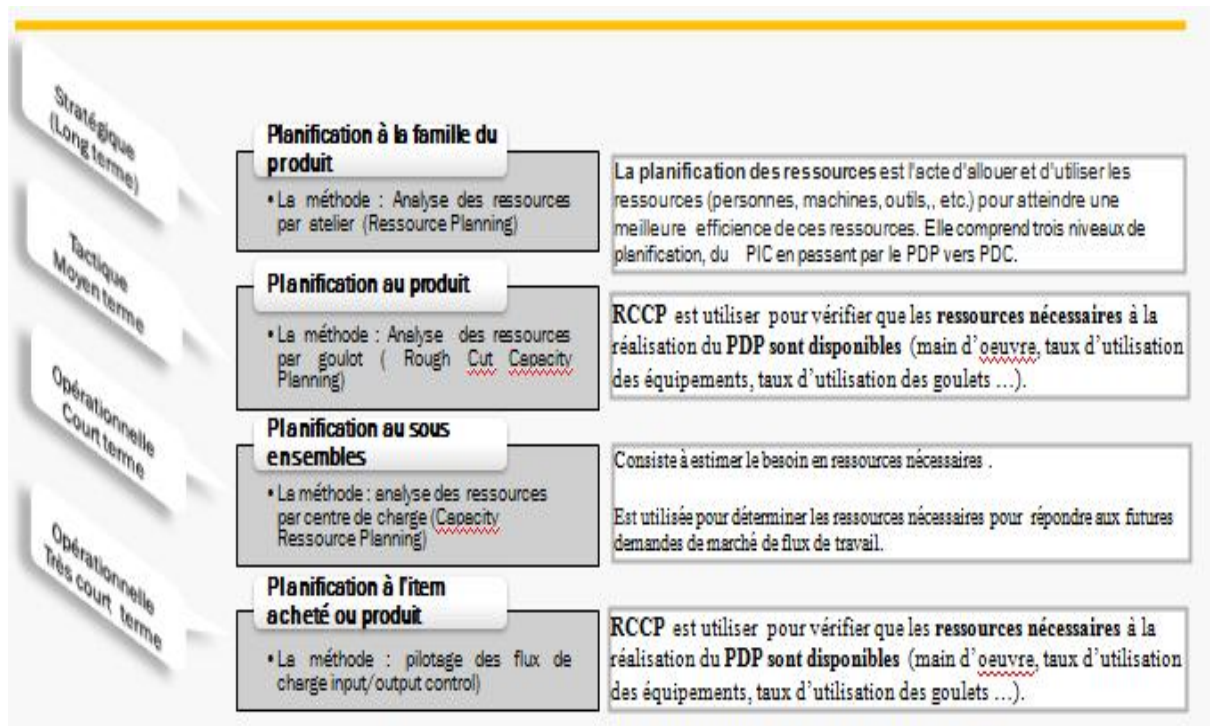 Stratégique
(Long terme)
Planification à la famille du
produit
• La méthode : Analyse des ressources
par atelier (Ressource Planning)
La planification des ressources est l'acte d'allouer et d'utiliser les
ressources (personnes, machines, outils,, etc.) pour atteindre une
meilleure efficience de ces ressources. Elle comprend trois niveaux de
planification, du PIC en passant par le PDP vers PDC.
Tactique
Moyen terme
Planification au produit
• La méthode : Analyse des ressources
par goulot ( Rough Cut Capacity
Planning)
RCCP est utiliser pour vérifier que les ressources nécessaires à la
réalisation du PDP sont disponibles (main d'oeuvre, taux d'utilisation
des équipements, taux d'utilisation des goulets …).
Opérationnelle
Court terme
Planification au sous
ensembles
• La méthode : analyse des ressources
par centre de charge (Capacity
Ressource Planning)
Consiste à estimer le besoin en ressources nécessaires .
Est utilisée pour déterminer les ressources nécessaires pour répondre aux futures
demandes de marché de flux de travail.
Opérationnelle
Très court terme
Planification à l'item
acheté ou produit
• La méthode : pilotage des flux de
charge input/output control)
RCCP est utiliser pour vérifier que les ressources nécessaires à la
réalisation du PDP sont disponibles (main d'oeuvre, taux d'utilisation
des équipements, taux d'utilisation des goulets …).